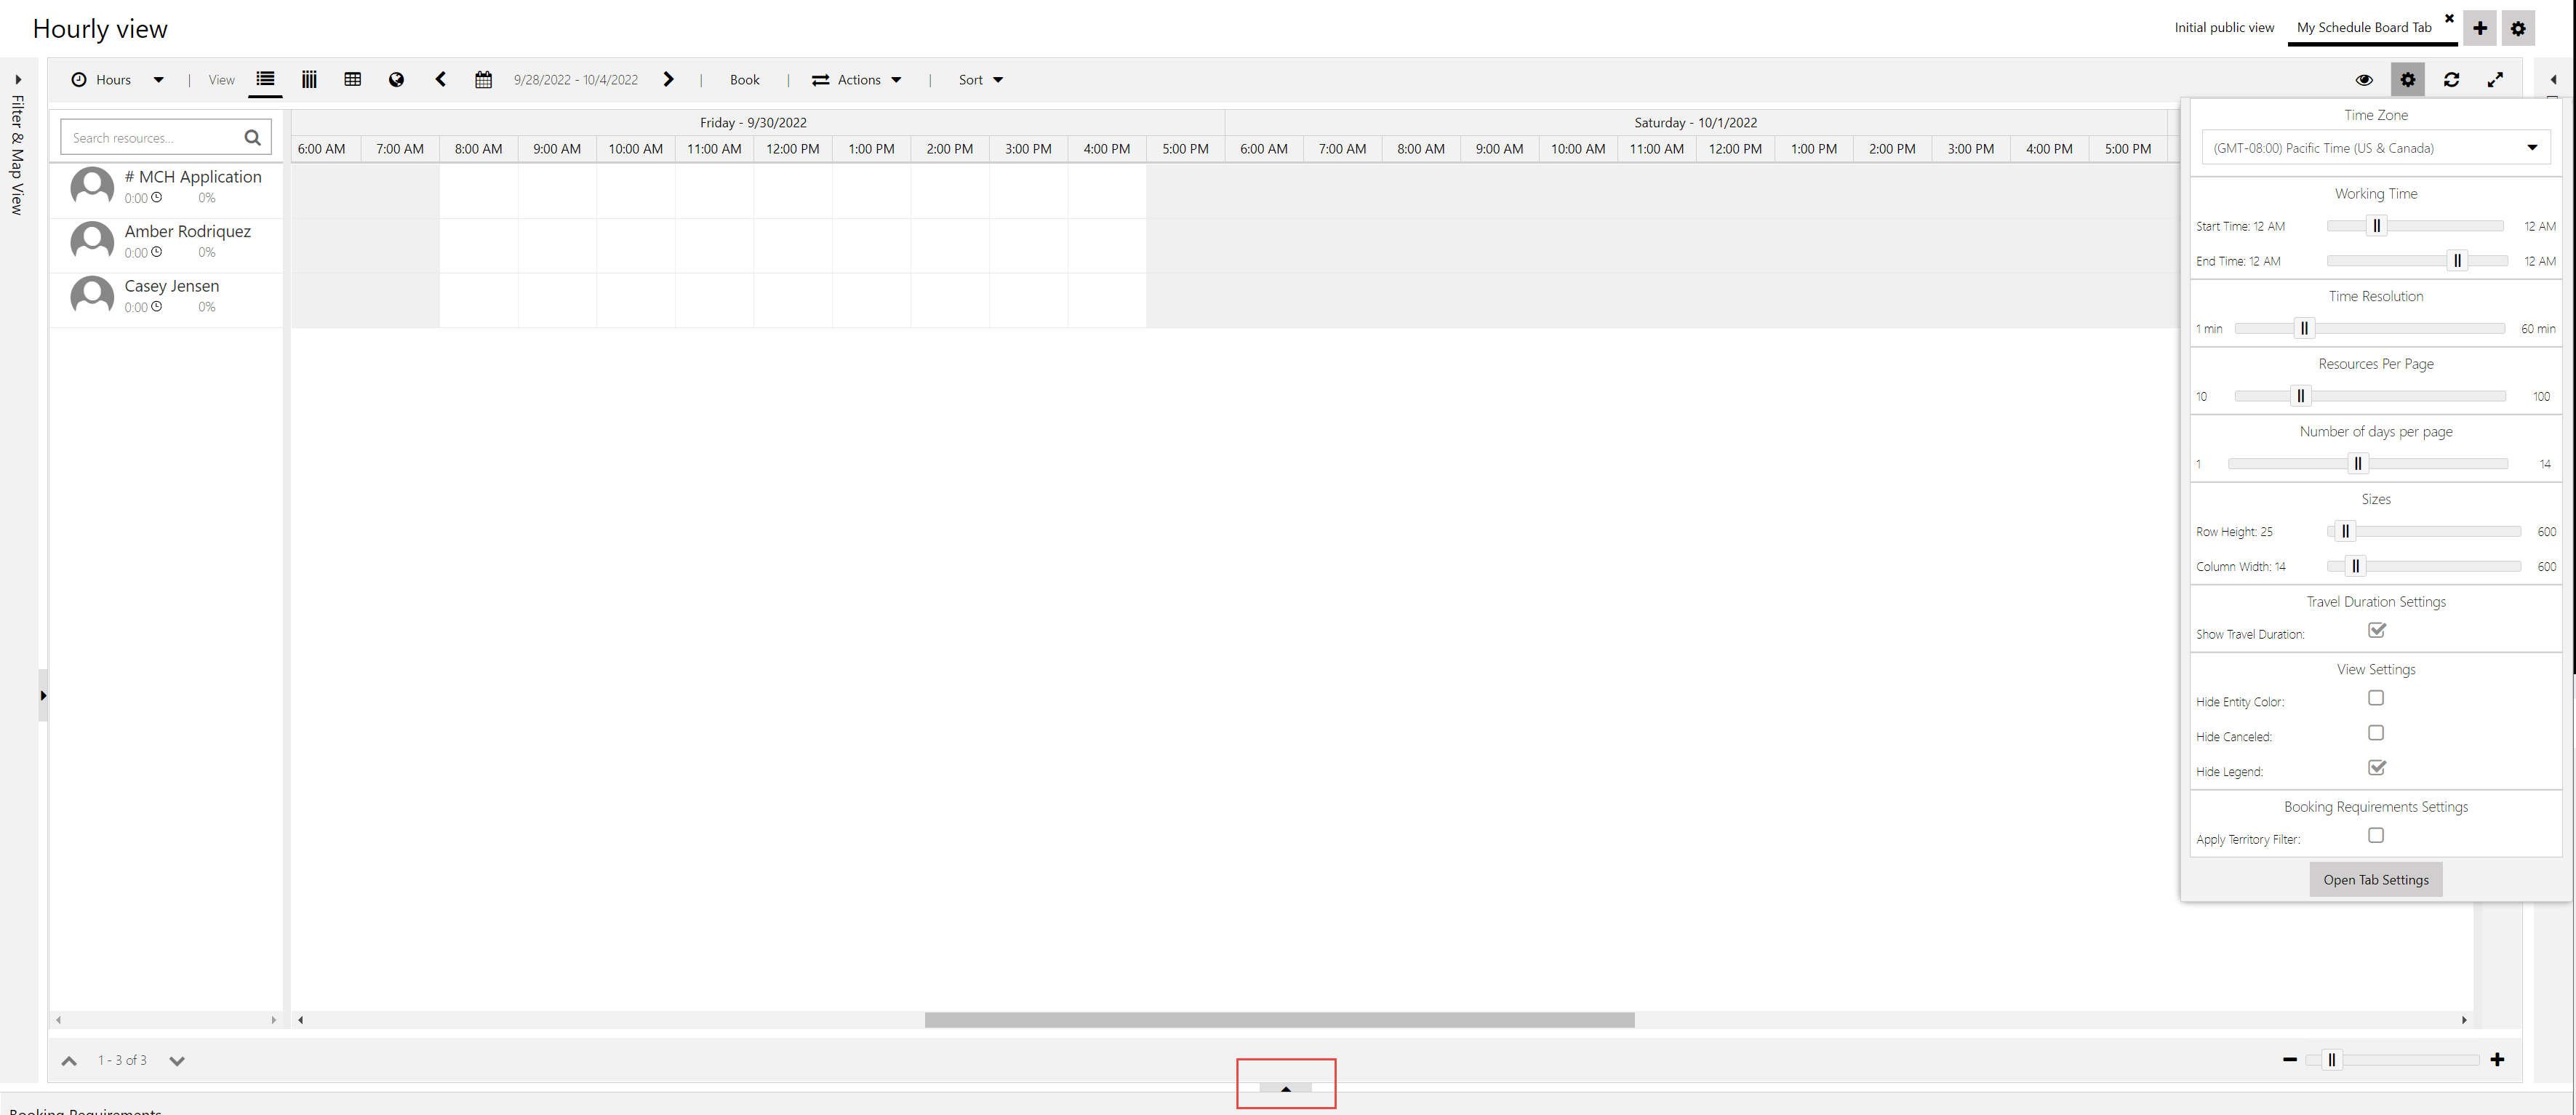 Hourly view
Initial public view My Schedule Board Tab
Filter & Map View
Hours | View 9/28/2022 - 10/4/2022 | Book | Actions | Sort
Search resources...
Friday - 9/30/2022 Saturday - 10/1/2022
6:00 AM 7:00 AM 8:00 AM 9:00 AM 10:00 AM 11:00 AM 12:00 PM 1:00 PM 2:00 PM 3:00 PM 4:00 PM 5:00 PM 6:00 AM 7:00 AM 8:00 AM 9:00 AM 10:00 AM 11:00 AM 12:00 PM 1:00 PM 2:00 PM 3:00 PM 4:00 PM 5:00 PM
# MCH Application
0:00 0%
Amber Rodriquez
0:00 0%
Casey Jensen
0:00 0%
Time Zone
(GMT-08:00) Pacific Time (US & Canada)
Working Time
Start Time: 12 AM 12 AM
End Time: 12 AM 12 AM
Time Resolution
1 min 60 min
Resources Per Page
10 100
Number of days per page
1 14
Sizes
Row Height: 25 600
Column Width: 14 600
Travel Duration Settings
Show Travel Duration:
View Settings
Hide Entity Color:
Hide Canceled:
Hide Legend:
Booking Requirements Settings
Apply Territory Filter:
Open Tab Settings
1 - 3 of 3
Booking Requirements